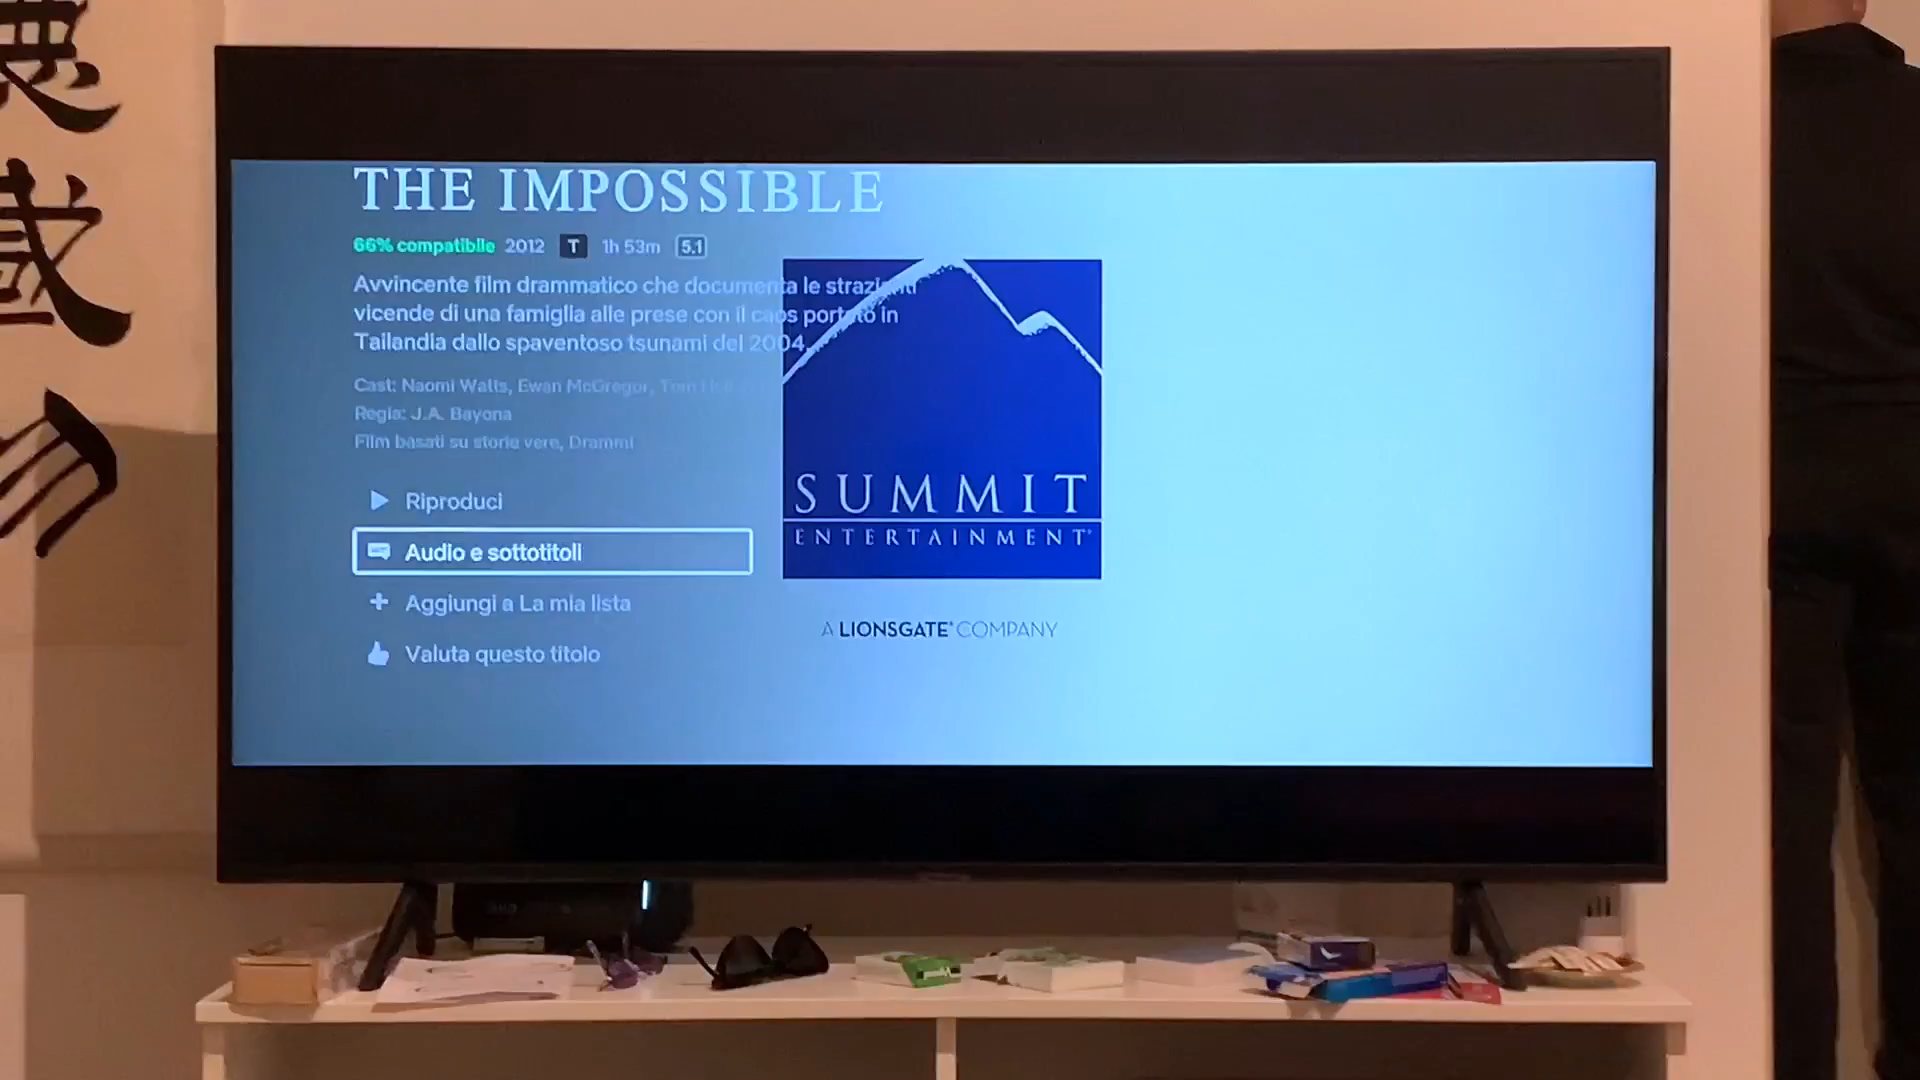 THE IMPOSSIBLE
66% compatibile 2012 T 1h 53m 5.1
Avvincente film drammatico che documenta le strazianti
vicende di una famiglia alle prese con il caos portato in
Tailandia dallo spaventoso tsunami del 2004.
Cast: Naomi Watts, Ewan McGregor, Tom
Regia: J.A. Bayona
Film basati su storie vere, Drammi
Riproduci
Audio e sottotitoli
Aggiungi a La mia lista
Valuta questo titolo
SUMMIT
ENTERTAINMENT
A LIONSGATE® COMPANY